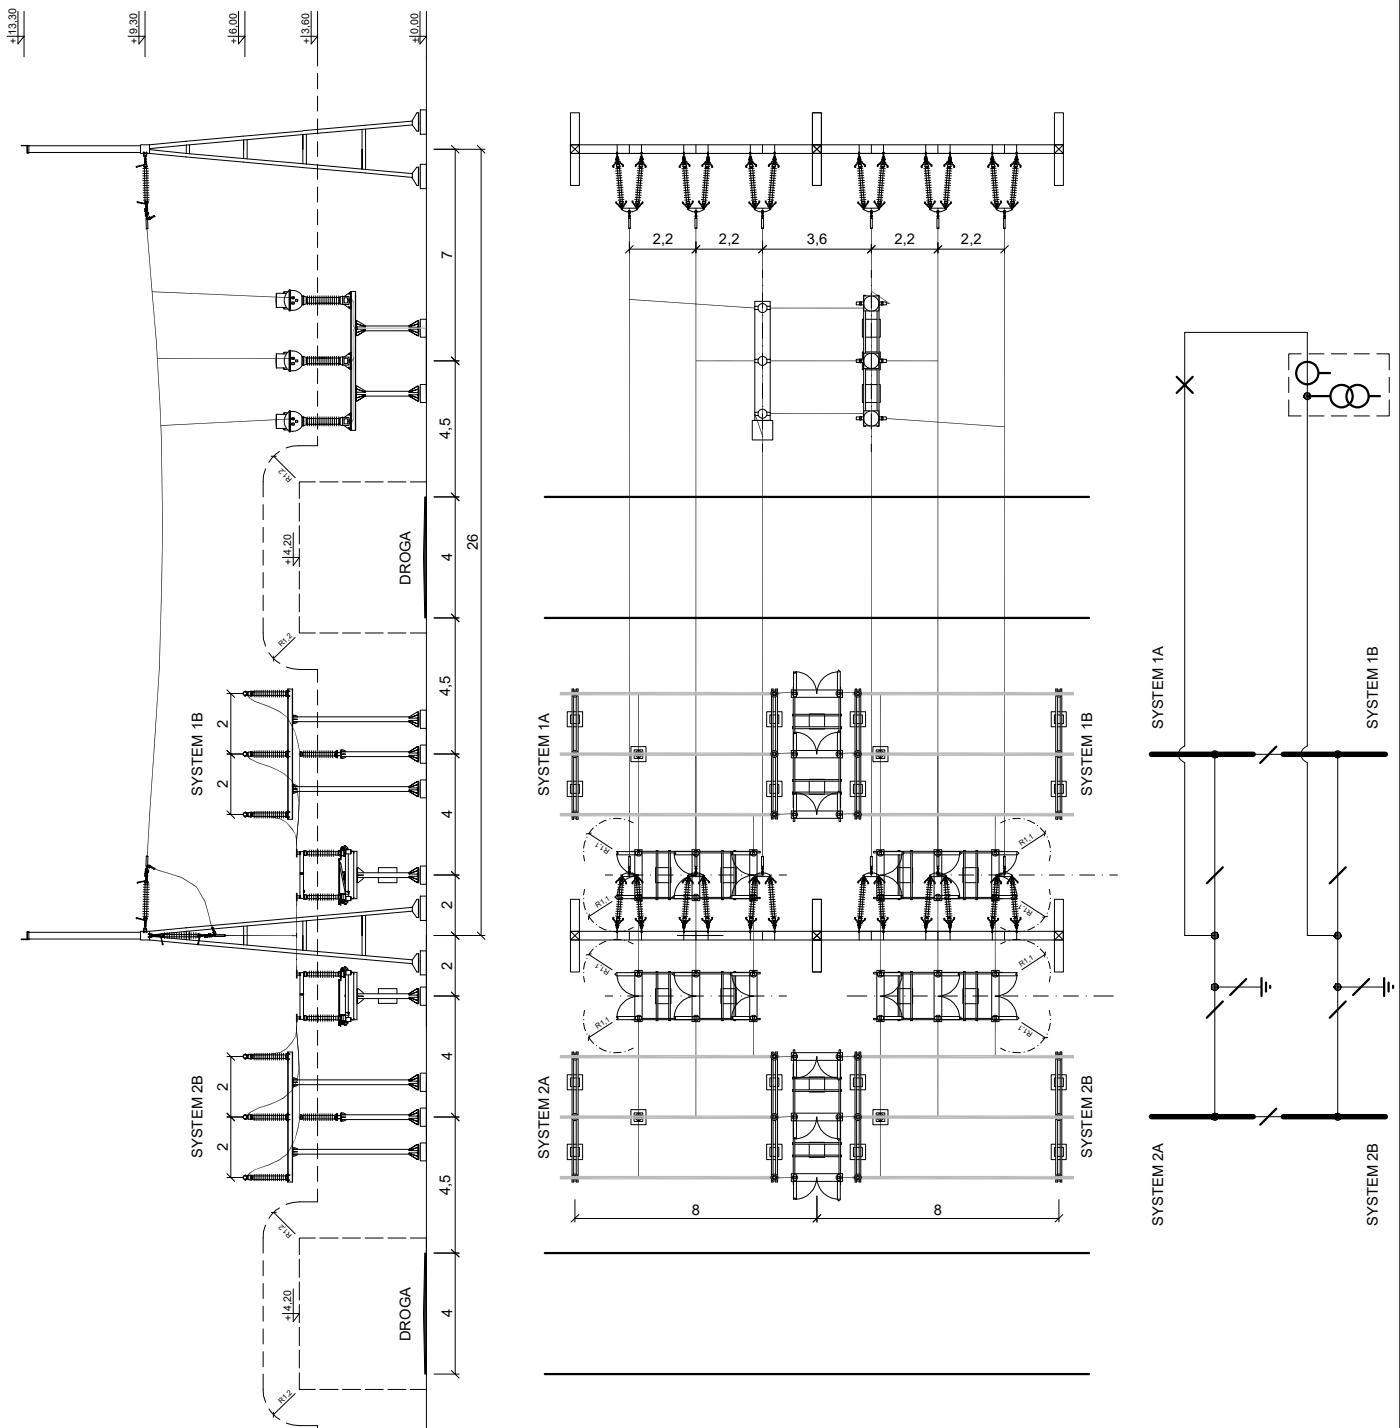 +13,30
+9,30
+6,00
+3,60
±0,00
7
4,5
R1,2
+4,20
DROGA
4
26
R1,2
4,5
SYSTEM 1B
2
2
4
2
2
4
SYSTEM 2B
2
2
4,5
R1,2
+4,20
DROGA
4
R1,2
2,2
2,2
3,6
2,2
2,2
SYSTEM 1A
SYSTEM 1B
R1,1
R1,1
R1,1
R1,1
R1,1
R1,1
R1,1
R1,1
SYSTEM 2A
SYSTEM 2B
8
8
SYSTEM 1A
SYSTEM 1B
SYSTEM 2A
SYSTEM 2B